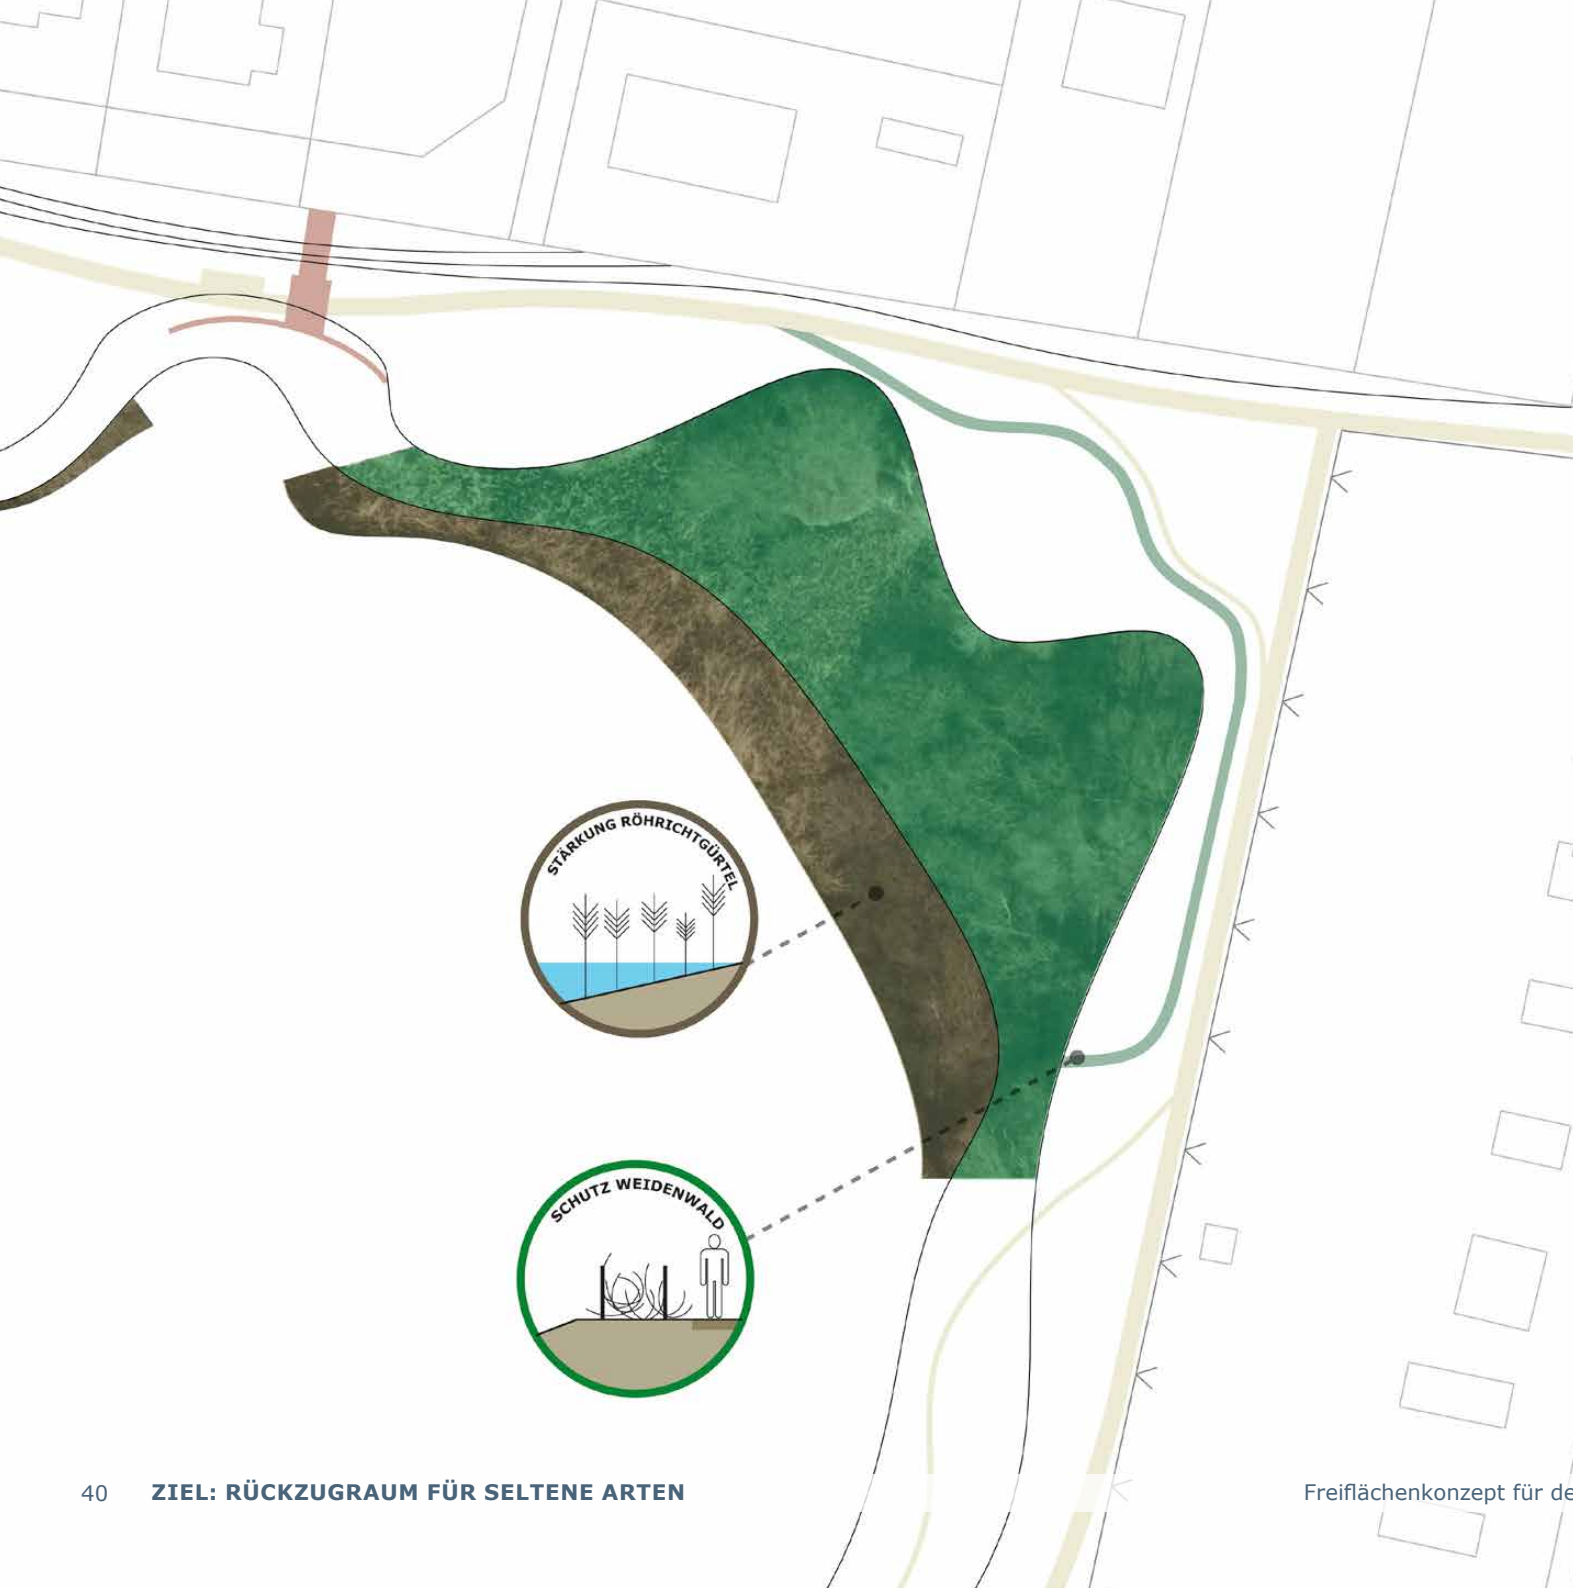 STÄRKUNG RÖHRICHTGÜRTEL
SCHUTZ WEIDENWALD
40 ZIEL: RÜCKZUGRAUM FÜR SELTENE ARTEN
Freiflächenkonzept für de